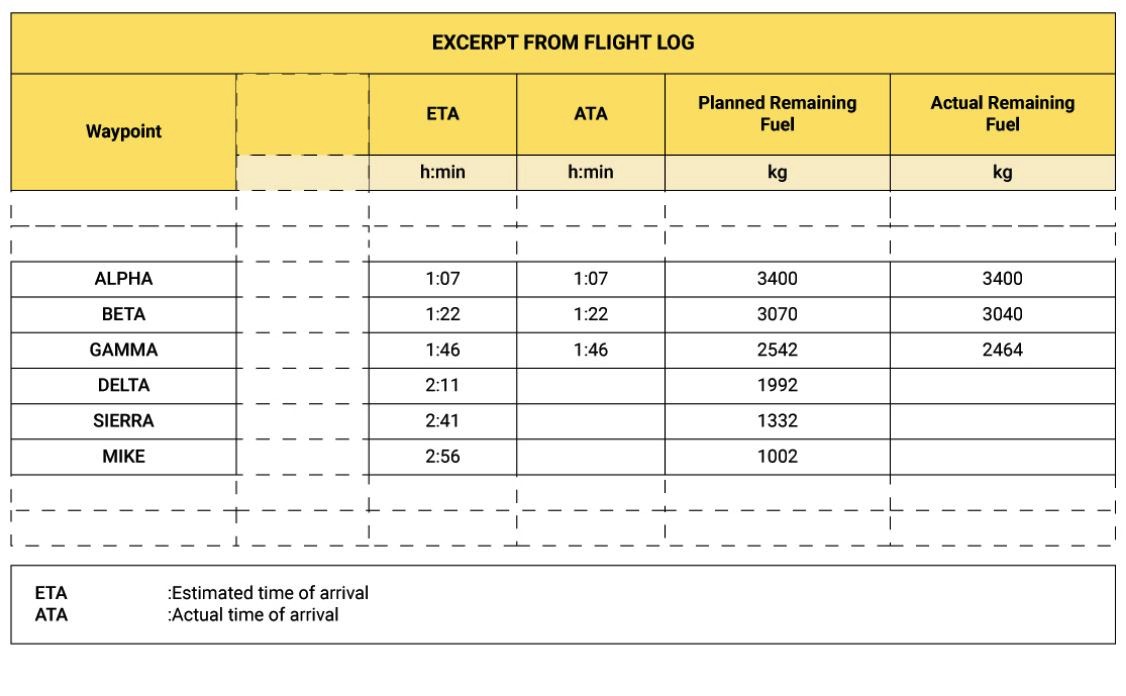 EXCERPT FROM FLIGHT LOG
Waypoint ETA ATA Planned Remaining Fuel Actual Remaining Fuel
h:min h:min kg kg
ALPHA 1:07 1:07 3400 3400
BETA 1:22 1:22 3070 3040
GAMMA 1:46 1:46 2542 2464
DELTA 2:11 1992
SIERRA 2:41 1332
MIKE 2:56 1002
ETA :Estimated time of arrival
ATA :Actual time of arrival